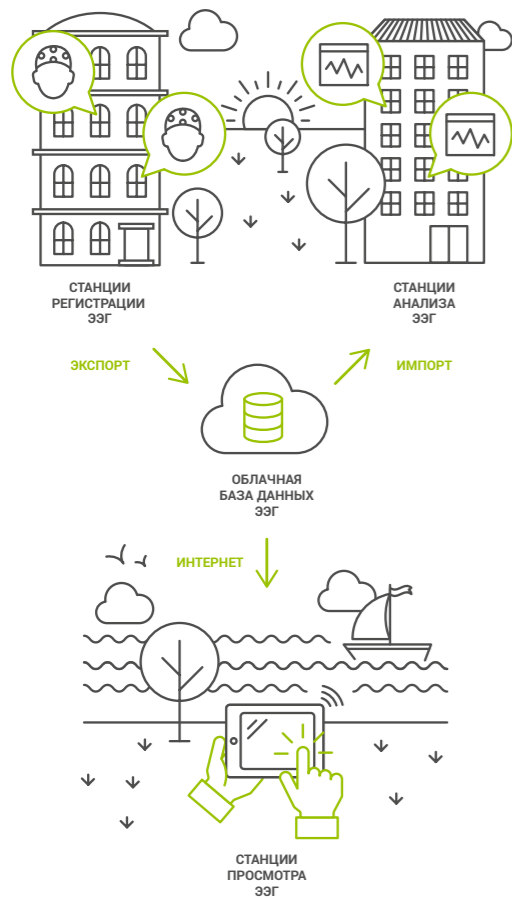 СТАНЦИИ
РЕГИСТРАЦИИ
ЭЭГ
СТАНЦИИ
АНАЛИЗА
ЭЭГ
ЭКСПОРТ
ИМПОРТ
ОБЛАЧНАЯ
БАЗА ДАННЫХ
ЭЭГ
ИНТЕРНЕТ
СТАНЦИИ
ПРОСМОТРА
ЭЭГ